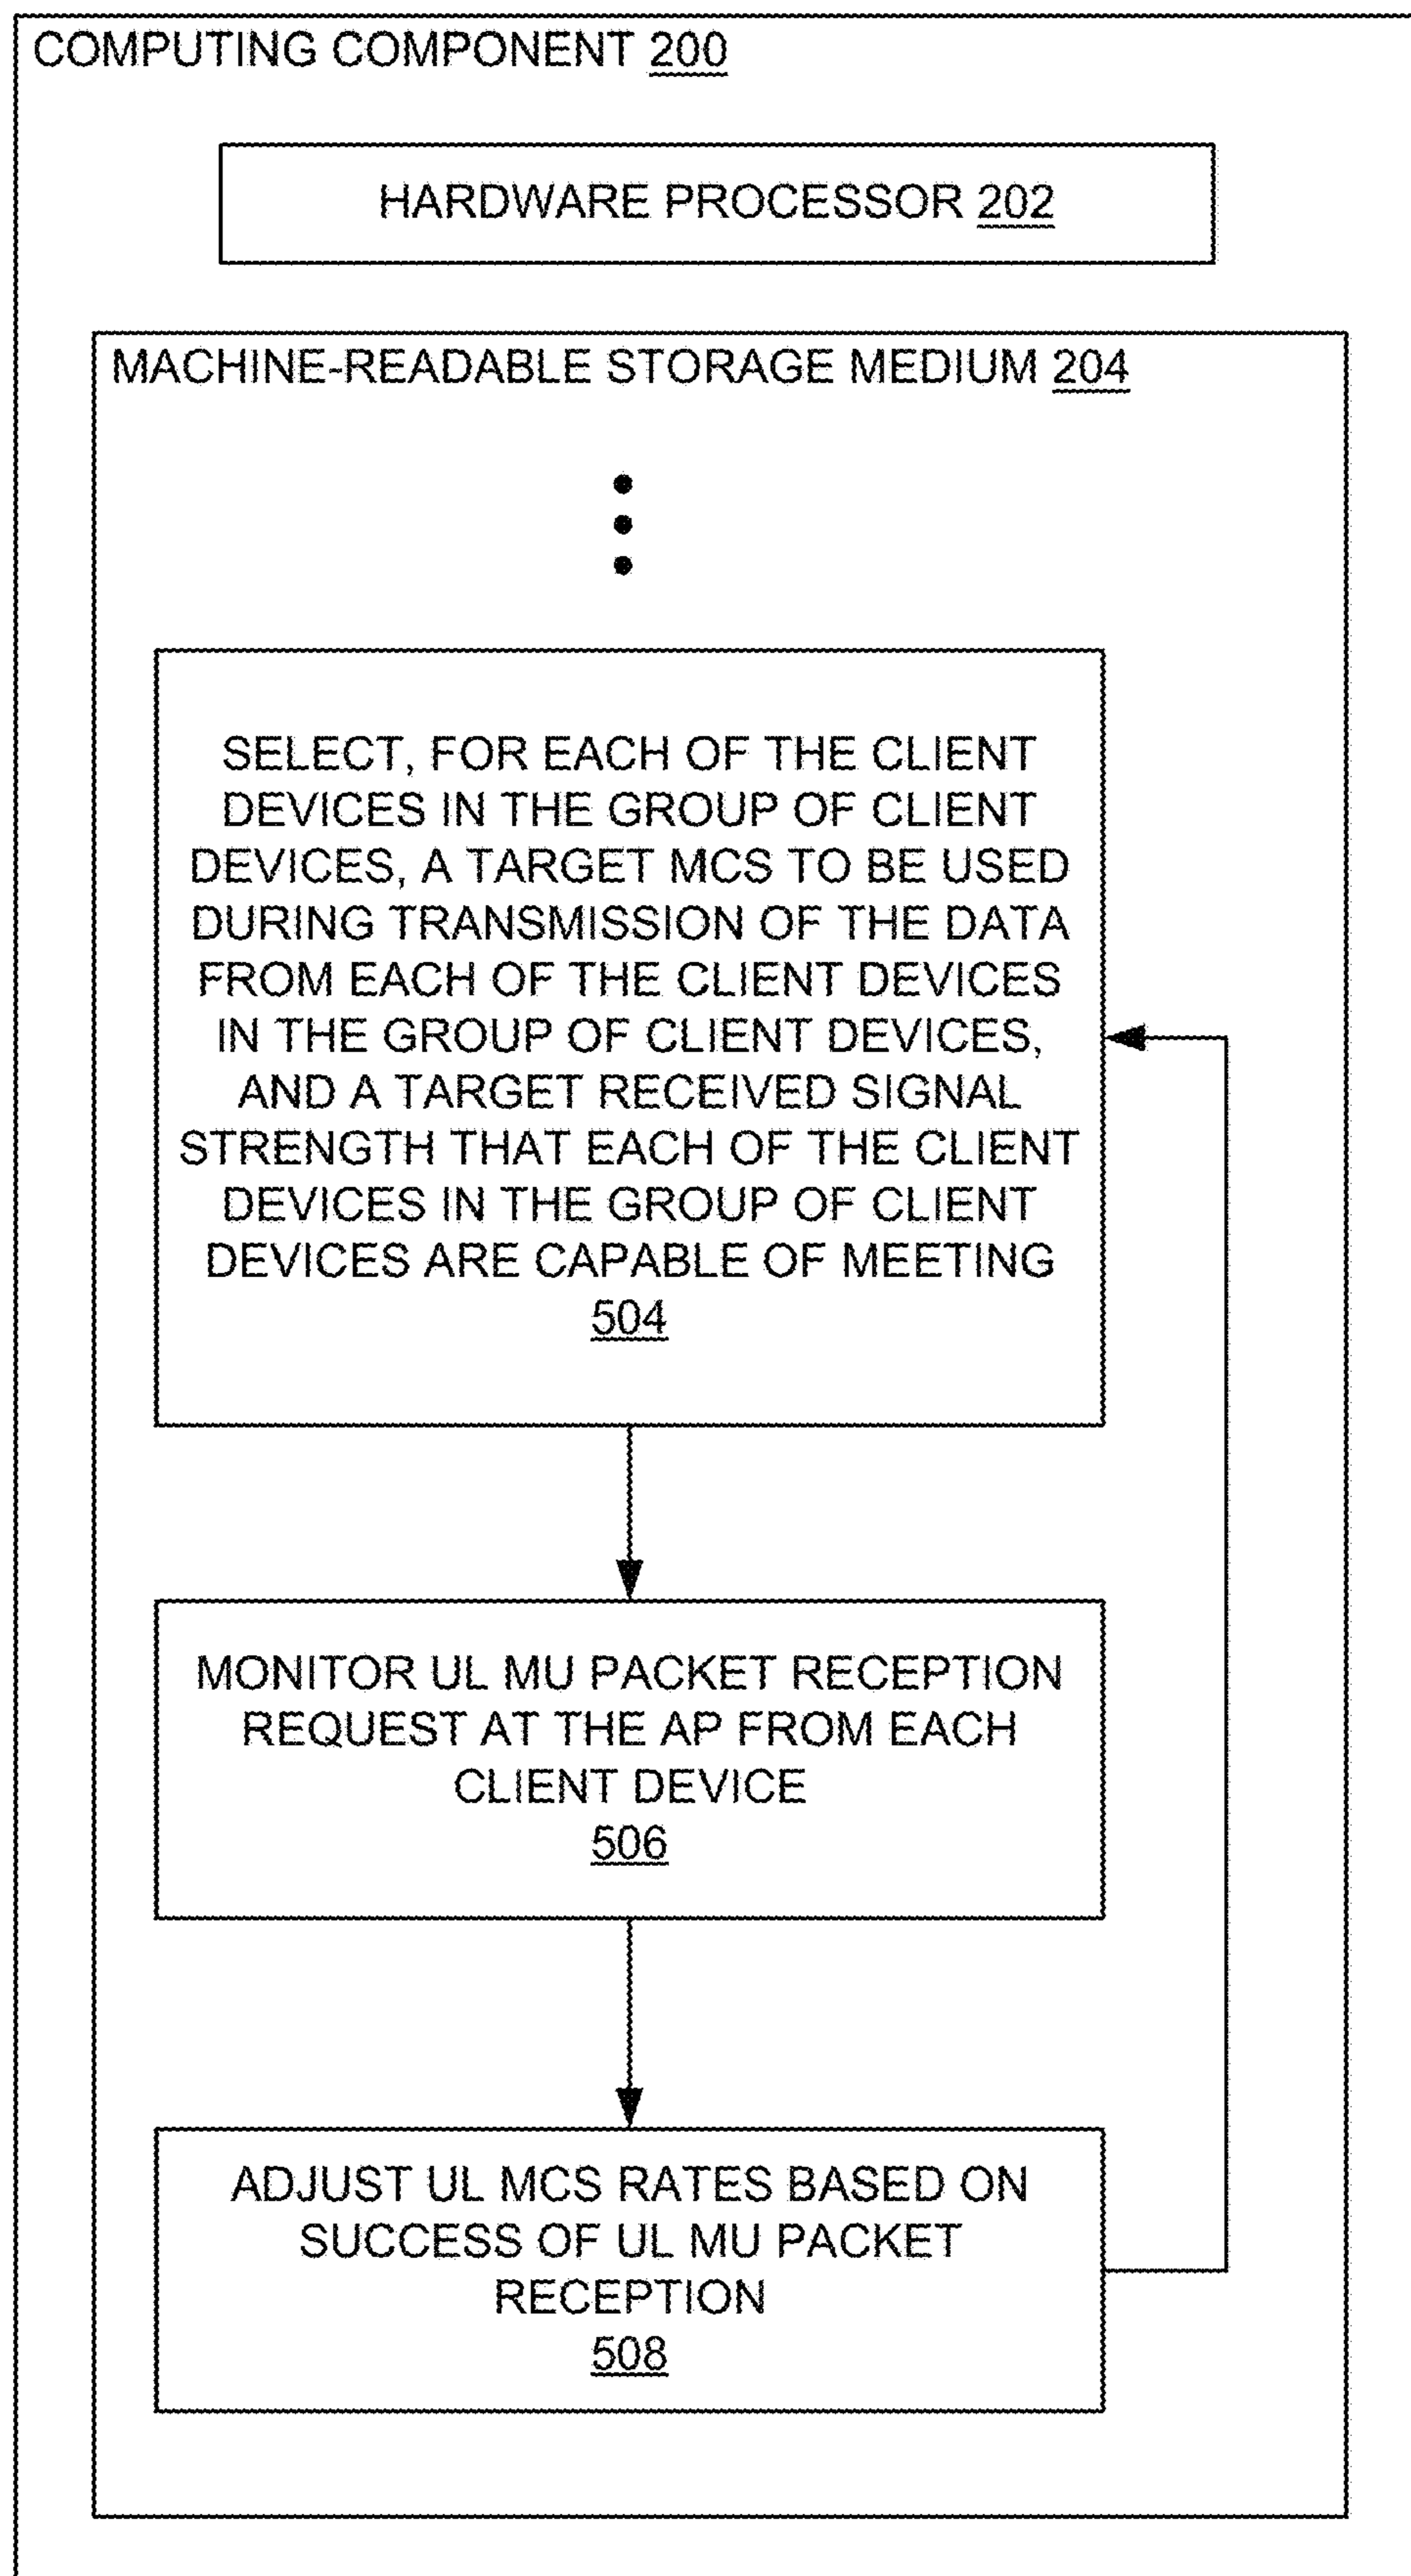 COMPUTING COMPONENT 200
HARDWARE PROCESSOR 202
MACHINE-READABLE STORAGE MEDIUM 204
SELECT, FOR EACH OF THE CLIENT
DEVICES IN THE GROUP OF CLIENT
DEVICES, A TARGET MCS TO BE USED
DURING TRANSMISSION OF THE DATA
FROM EACH OF THE CLIENT DEVICES
IN THE GROUP OF CLIENT DEVICES,
AND A TARGET RECEIVED SIGNAL
STRENGTH THAT EACH OF THE CLIENT
DEVICES IN THE GROUP OF CLIENT
DEVICES ARE CAPABLE OF MEETING
504
MONITOR UL MU PACKET RECEPTION
REQUEST AT THE AP FROM EACH
CLIENT DEVICE
506
ADJUST UL MCS RATES BASED ON
SUCCESS OF UL MU PACKET
RECEPTION
508